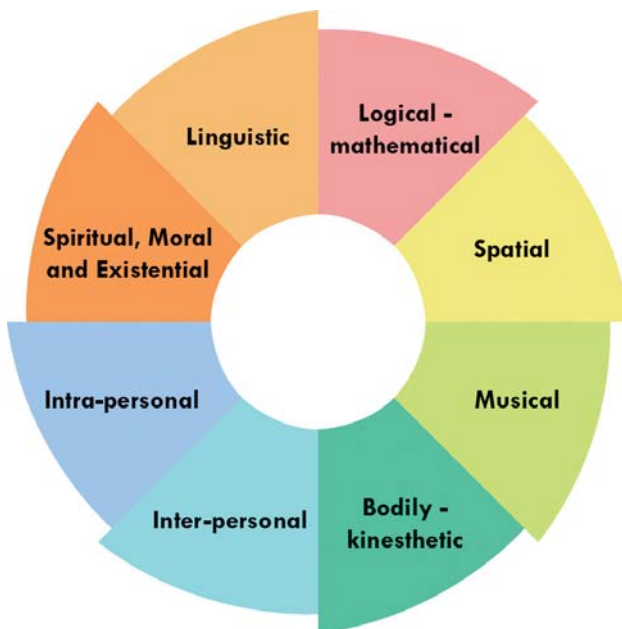 Linguistic
Logical -
mathematical
Spatial
Musical
Bodily -
kinesthetic
Inter-personal
Intra-personal
Spiritual, Moral
and Existential